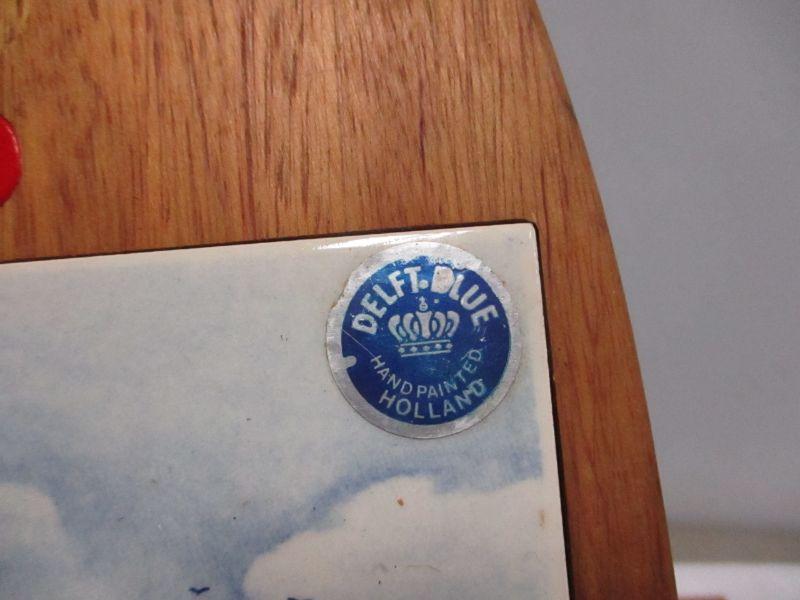 DELFT. BLUE
HAND PAINTED
HOLLAND